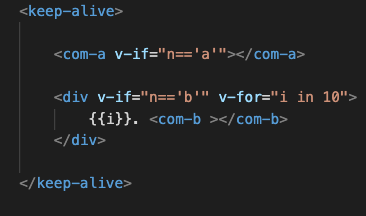 <keep-alive>
<com-a v-if="n=='a'"></com-a>
<div v-if="n=='b'" v-for="i in 10">
{{i}}. <com-b ></com-b>
</div>
</keep-alive>